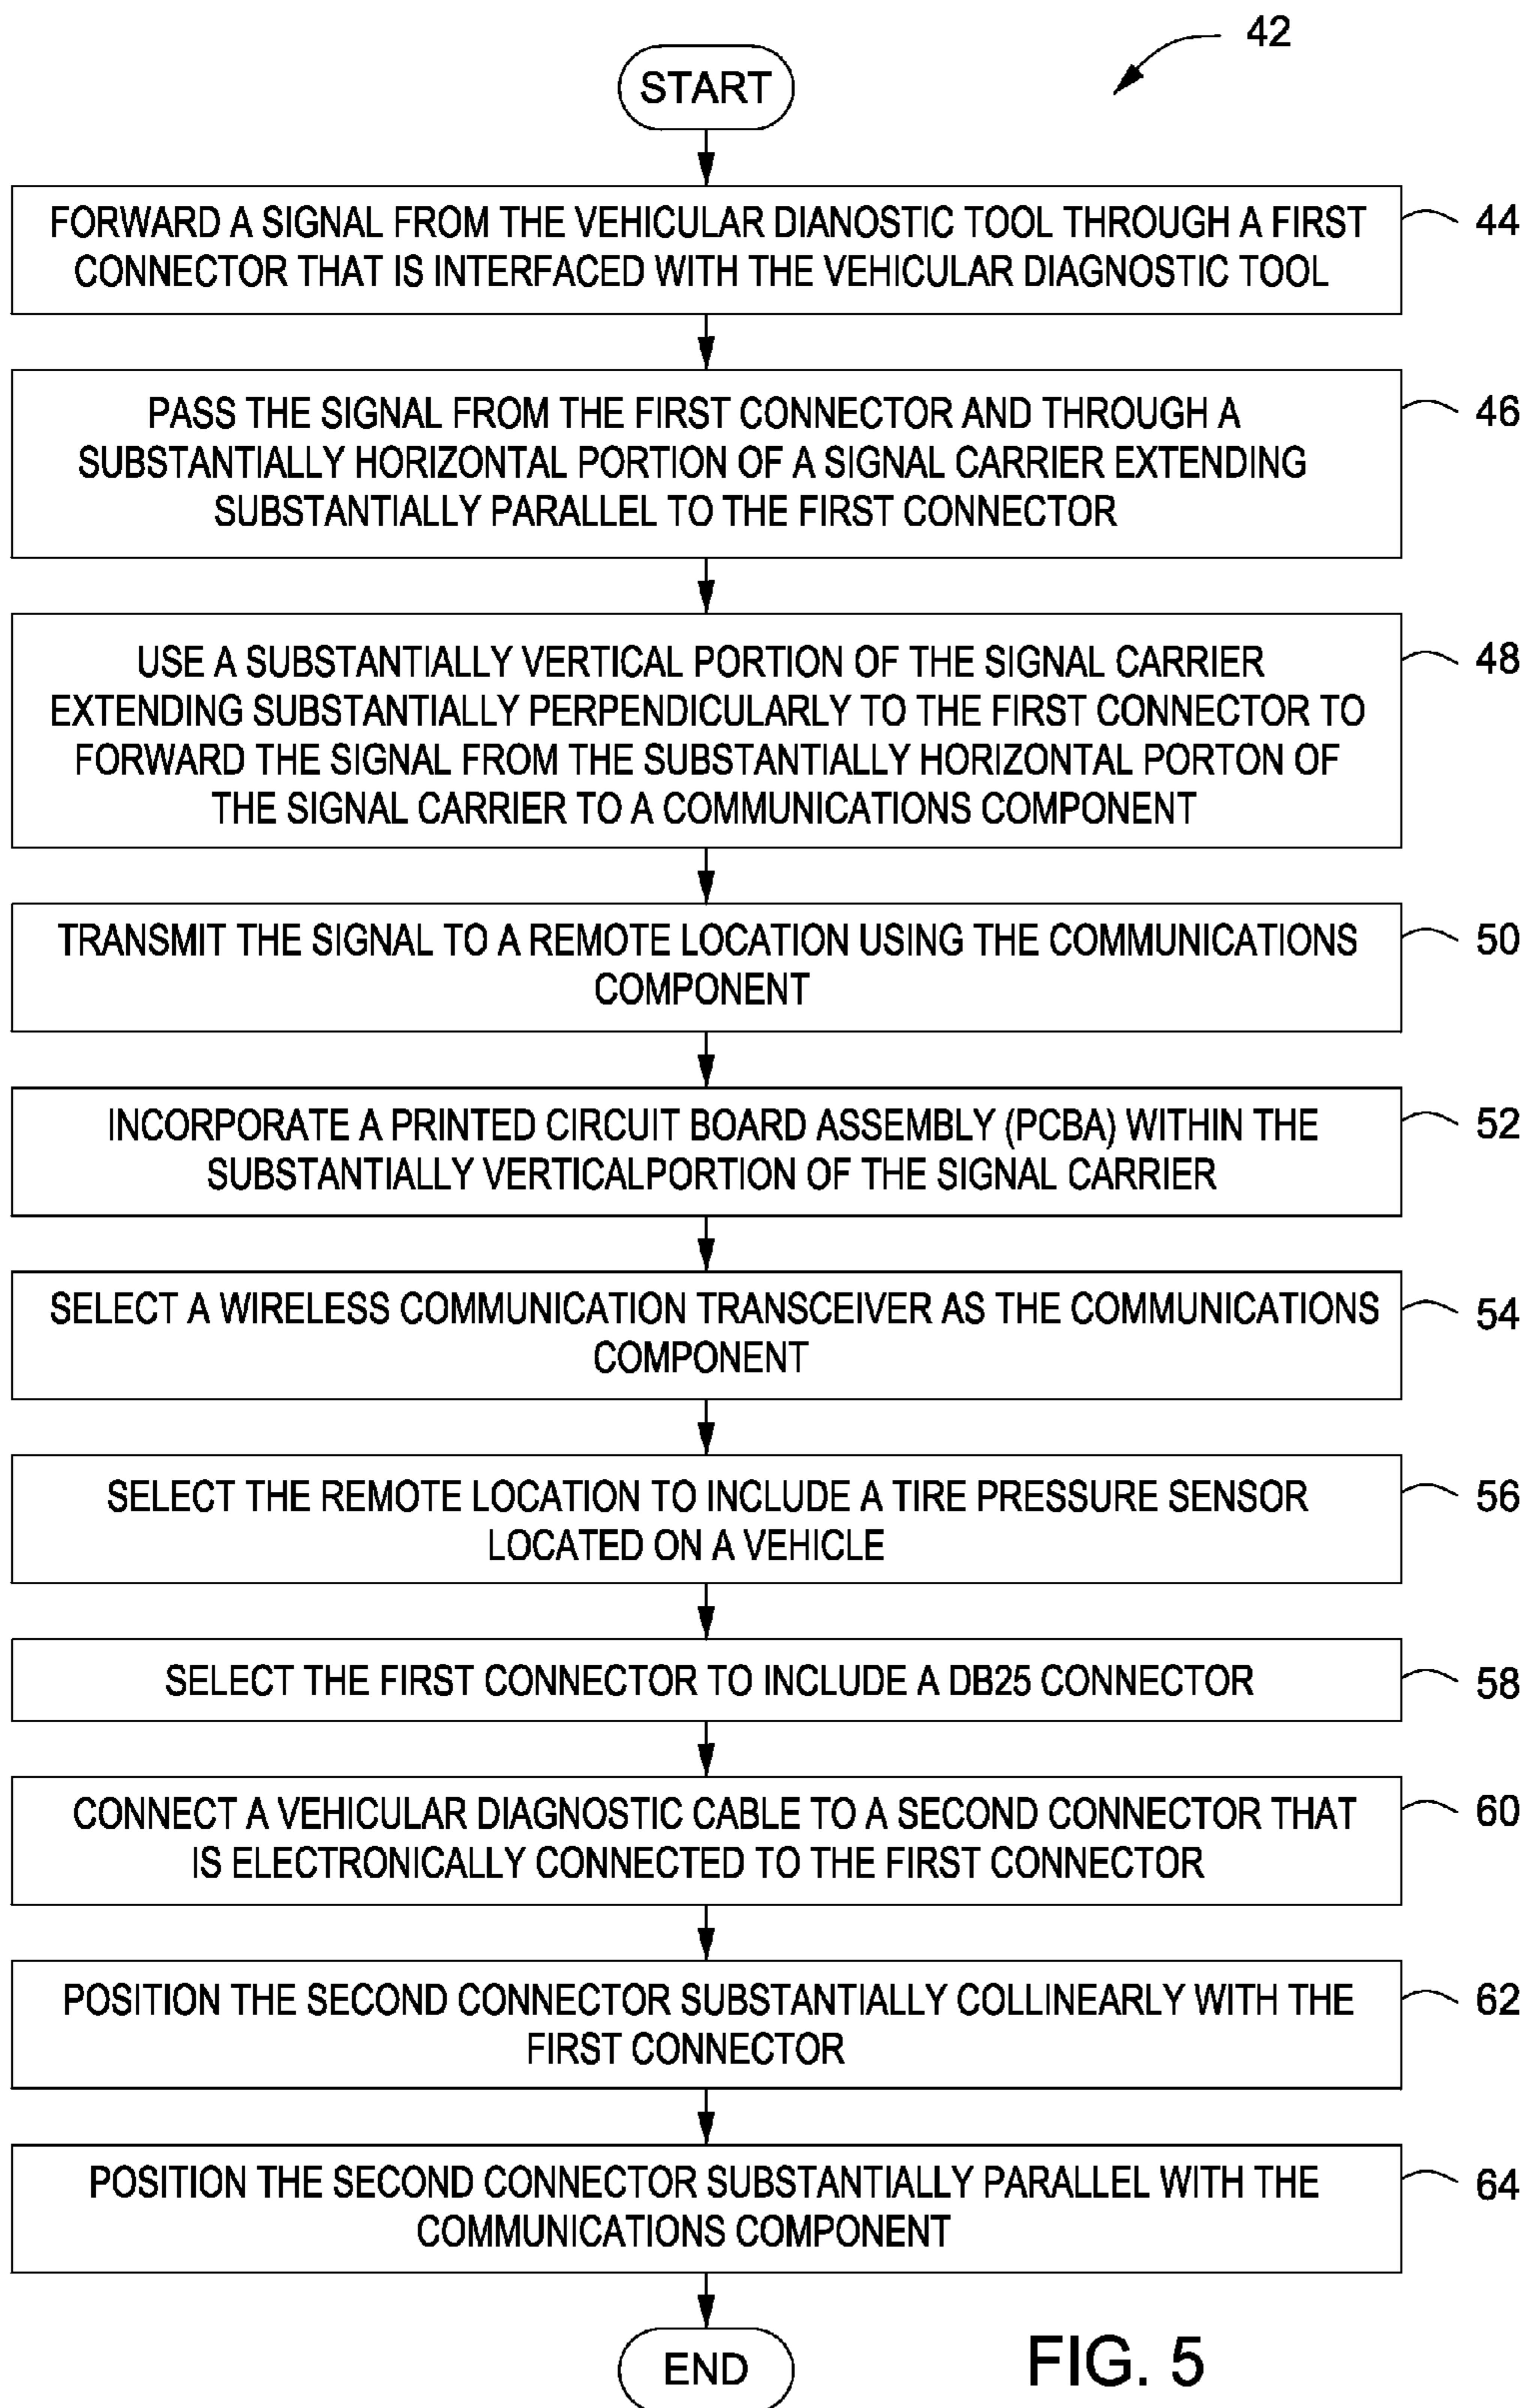 42
START
FORWARD A SIGNAL FROM THE VEHICULAR DIANOSTIC TOOL THROUGH A FIRST
CONNECTOR THAT IS INTERFACED WITH THE VEHICULAR DIAGNOSTIC TOOL
44
PASS THE SIGNAL FROM THE FIRST CONNECTOR AND THROUGH A
SUBSTANTIALLY HORIZONTAL PORTION OF A SIGNAL CARRIER EXTENDING
SUBSTANTIALLY PARALLEL TO THE FIRST CONNECTOR
46
USE A SUBSTANTIALLY VERTICAL PORTION OF THE SIGNAL CARRIER
EXTENDING SUBSTANTIALLY PERPENDICULARLY TO THE FIRST CONNECTOR TO
FORWARD THE SIGNAL FROM THE SUBSTANTIALLY HORIZONTAL PORTON OF
THE SIGNAL CARRIER TO A COMMUNICATIONS COMPONENT
48
TRANSMIT THE SIGNAL TO A REMOTE LOCATION USING THE COMMUNICATIONS
COMPONENT
50
INCORPORATE A PRINTED CIRCUIT BOARD ASSEMBLY (PCBA) WITHIN THE
SUBSTANTIALLY VERTICALPORTION OF THE SIGNAL CARRIER
52
SELECT A WIRELESS COMMUNICATION TRANSCEIVER AS THE COMMUNICATIONS
COMPONENT
54
SELECT THE REMOTE LOCATION TO INCLUDE A TIRE PRESSURE SENSOR
LOCATED ON A VEHICLE
56
SELECT THE FIRST CONNECTOR TO INCLUDE A DB25 CONNECTOR
58
CONNECT A VEHICULAR DIAGNOSTIC CABLE TO A SECOND CONNECTOR THAT
IS ELECTRONICALLY CONNECTED TO THE FIRST CONNECTOR
60
POSITION THE SECOND CONNECTOR SUBSTANTIALLY COLLINEARLY WITH THE
FIRST CONNECTOR
62
POSITION THE SECOND CONNECTOR SUBSTANTIALLY PARALLEL WITH THE
COMMUNICATIONS COMPONENT
64
END
FIG. 5